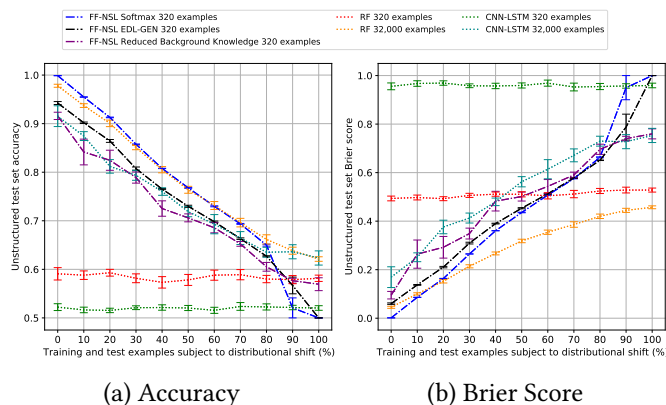 FF-NSL Softmax 320 examples
FF-NSL EDL-GEN 320 examples
FF-NSL Reduced Background Knowledge 320 examples
RF 320 examples
RF 32,000 examples
CNN-LSTM 320 examples
CNN-LSTM 32,000 examples
Unstructured test set accuracy
1.0
0.9
0.8
0.7
0.6
0.5
0 10 20 30 40 50 60 70 80 90 100
Training and test examples subject to distributional shift (%)
(a) Accuracy
Unstructured test set Brier score
1.0
0.8
0.6
0.4
0.2
0.0
0 10 20 30 40 50 60 70 80 90 100
Training and test examples subject to distributional shift (%)
(b) Brier Score